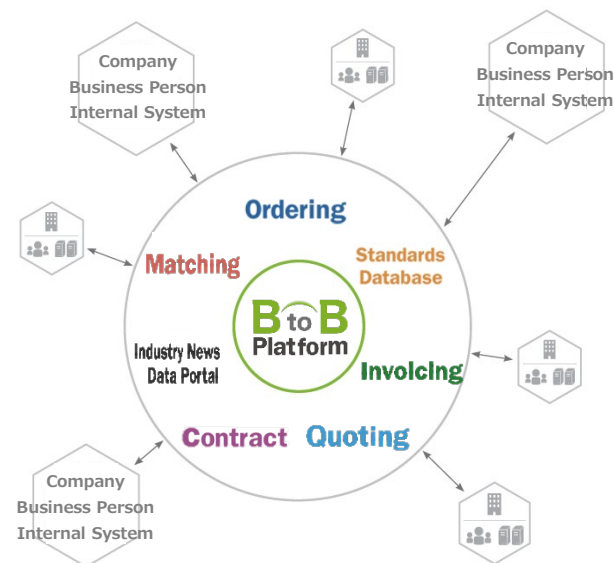 Company
Business Person
Internal System
Company
Business Person
Internal System
Ordering
Standards
Database
Matching
B to B
Platform
Industry News
Data Portal
Invoicing
Contract
Quoting
Company
Business Person
Internal System